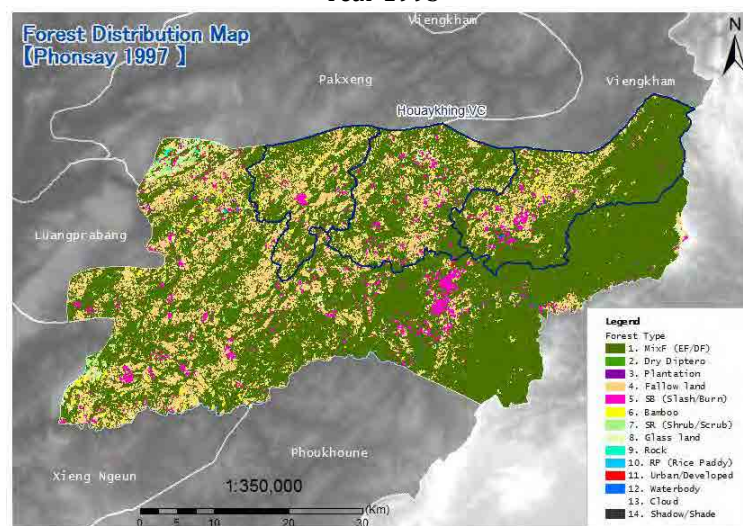 Forest Distribution Map
【Phonsay 1997 】
Viengkham
N
Pakxeng
Viengkham
Houaykhing VC
Luangprabang
Phoukhoune
Xieng Ngeun
1:350,000
(Km)
0 5 10 20 30
Legend
Forest Type
1. MixF (EF/DF)
2. Dry Diptero
3. Plantation
4. Fallow land
5. SB (Slash/Burn)
6. Bamboo
7. SR (Shrub/Scrub)
8. Glass land
9. Rock
10. RP (Rice Paddy)
11. Urban/Developed
12. Waterbody
13. Cloud
14. Shadow/Shade